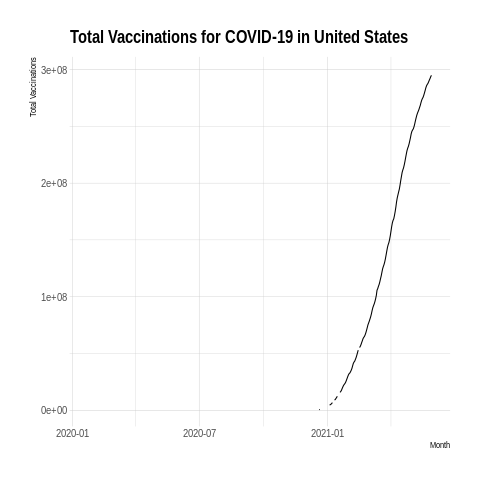 Total Vaccinations for COVID-19 in United States
Total Vaccinations
3e+08
2e+08
1e+08
0e+00
2020-01 2020-07 2021-01
Month